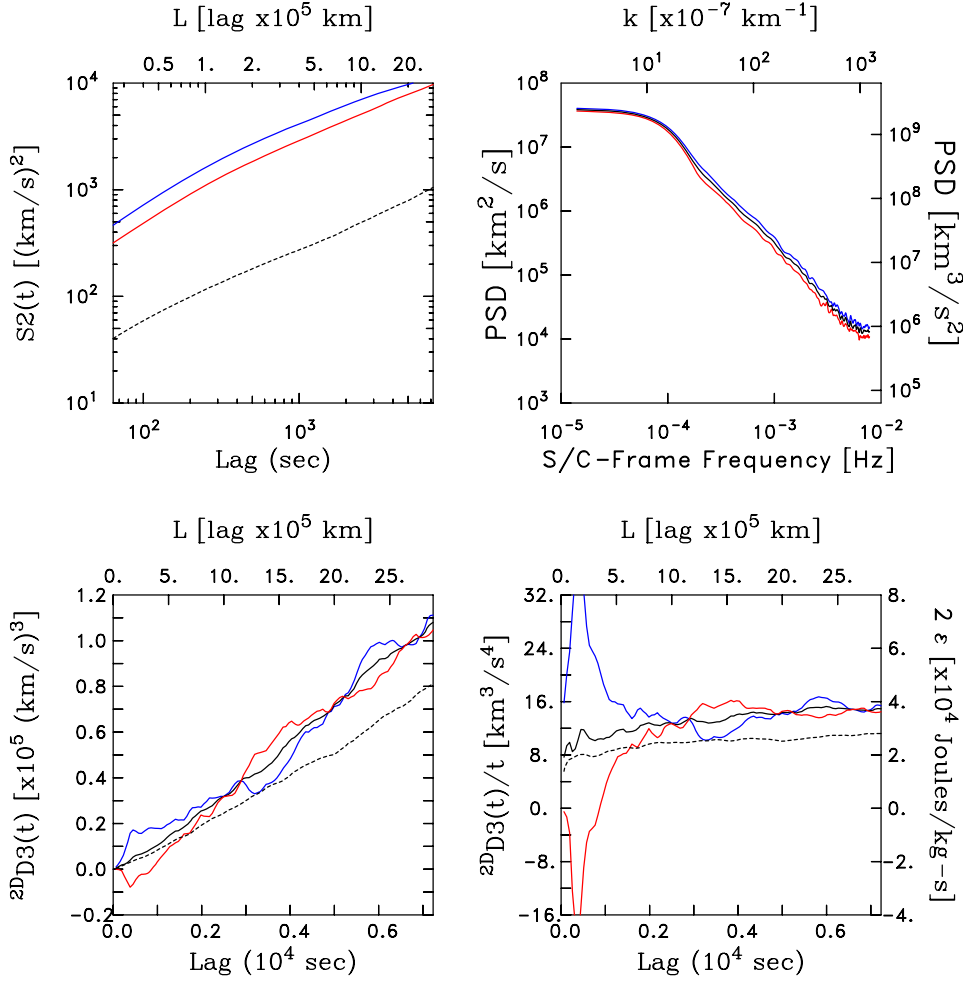 L [lag x10^5 km]
0.5 1. 2. 5. 10. 20.
10^4
10^3
10^2
10^1
S2(t) [(km/s)^2]
10^2 10^3
Lag (sec)
k [x10^-7 km^-1]
10^1 10^2 10^3
10^8
10^7
10^6
10^5
10^4
10^3
PSD [km^2/s]
10^9
10^8
10^7
10^6
10^5
PSD [km^3/s^2]
10^-5 10^-4 10^-3 10^-2
S/C-Frame Frequency [Hz]
L [lag x10^5 km]
0. 5. 10. 15. 20. 25.
1.2
1.0
0.8
0.6
0.4
0.2
0.0
-0.2
^2D D3(t) [x10^5 (km/s)^3]
0.0 0.2 0.4 0.6
Lag (10^4 sec)
L [lag x10^5 km]
0. 5. 10. 15. 20. 25.
32.
24.
16.
8.
0.
-8.
-16
^2D D3(t)/t [km^3/s^4]
8.
6.
4.
2.
0.
-2.
-4.
2 ε [x10^4 Joules/kg-s]
0.0 0.2 0.4 0.6
Lag (10^4 sec)